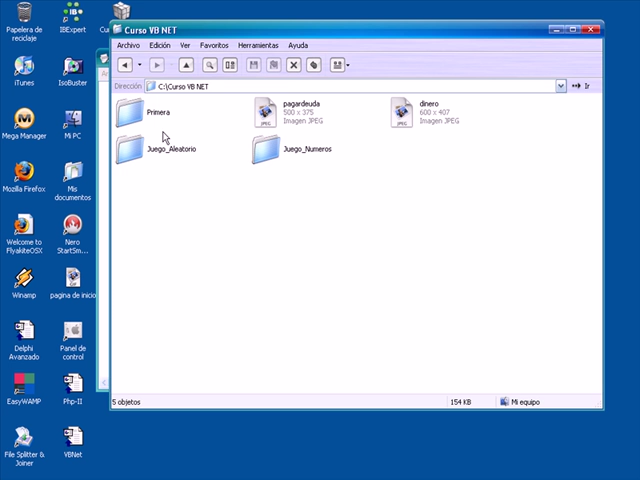 Papelera de
reciclaje
IBExpert
Cur
iTunes
IsoBuster
Mega Manager
Mi PC
Mozilla Firefox
Mis
documentos
Welcome to
FlyakiteOSX
Nero
StartSm...
Winamp
pagina de inicio
Delphi
Avanzado
Panel de
control
EasyWAMP
Php-II
File Splitter &
Joiner
VBNet
Curso VB NET
Archivo Edición Ver Favoritos Herramientas Ayuda
Dirección C:\Curso VB NET Ir
Primera
pagardeuda
500 x 375
Imagen JPEG
dinero
600 x 407
Imagen JPEG
Juego_Aleatorio
Juego_Numeros
5 objetos 154 KB Mi equipo